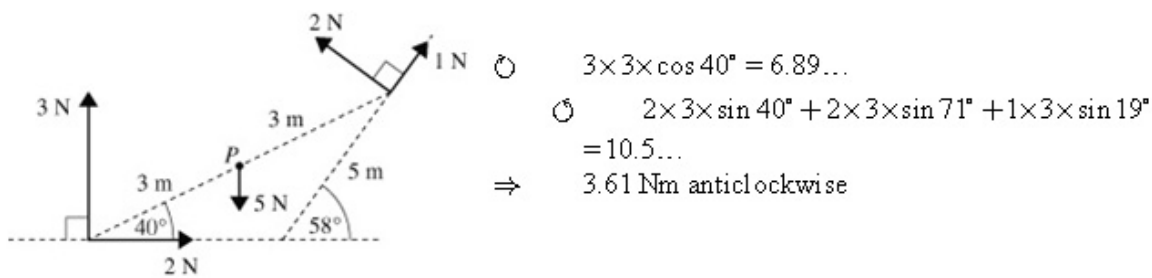 2 N
1 N
3 N
3 m
P
3 m
5 m
5 N
40°
58°
2 N
↻ 3×3×cos 40° = 6.89...
↺ 2×3×sin 40° + 2×3×sin 71° + 1×3×sin 19°
= 10.5...
⇒ 3.61 Nm anticlockwise